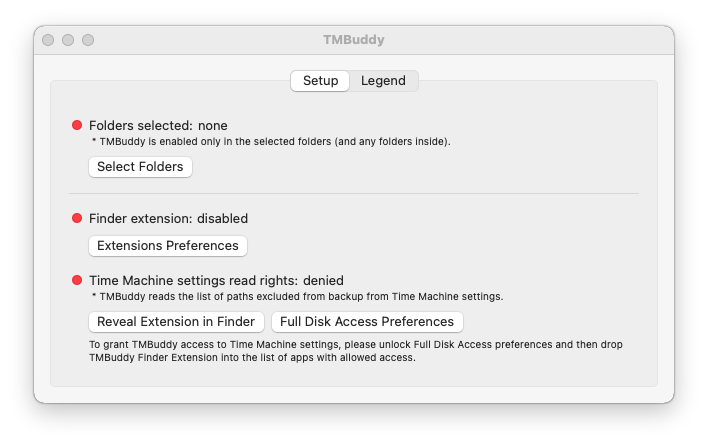 TMBuddy
Setup Legend
Folders selected: none
* TMBuddy is enabled only in the selected folders (and any folders inside).
Select Folders
Finder extension: disabled
Extensions Preferences
Time Machine settings read rights: denied
* TMBuddy reads the list of paths excluded from backup from Time Machine settings.
Reveal Extension in Finder Full Disk Access Preferences
To grant TMBuddy access to Time Machine settings, please unlock Full Disk Access preferences and then drop
TMBuddy Finder Extension into the list of apps with allowed access.